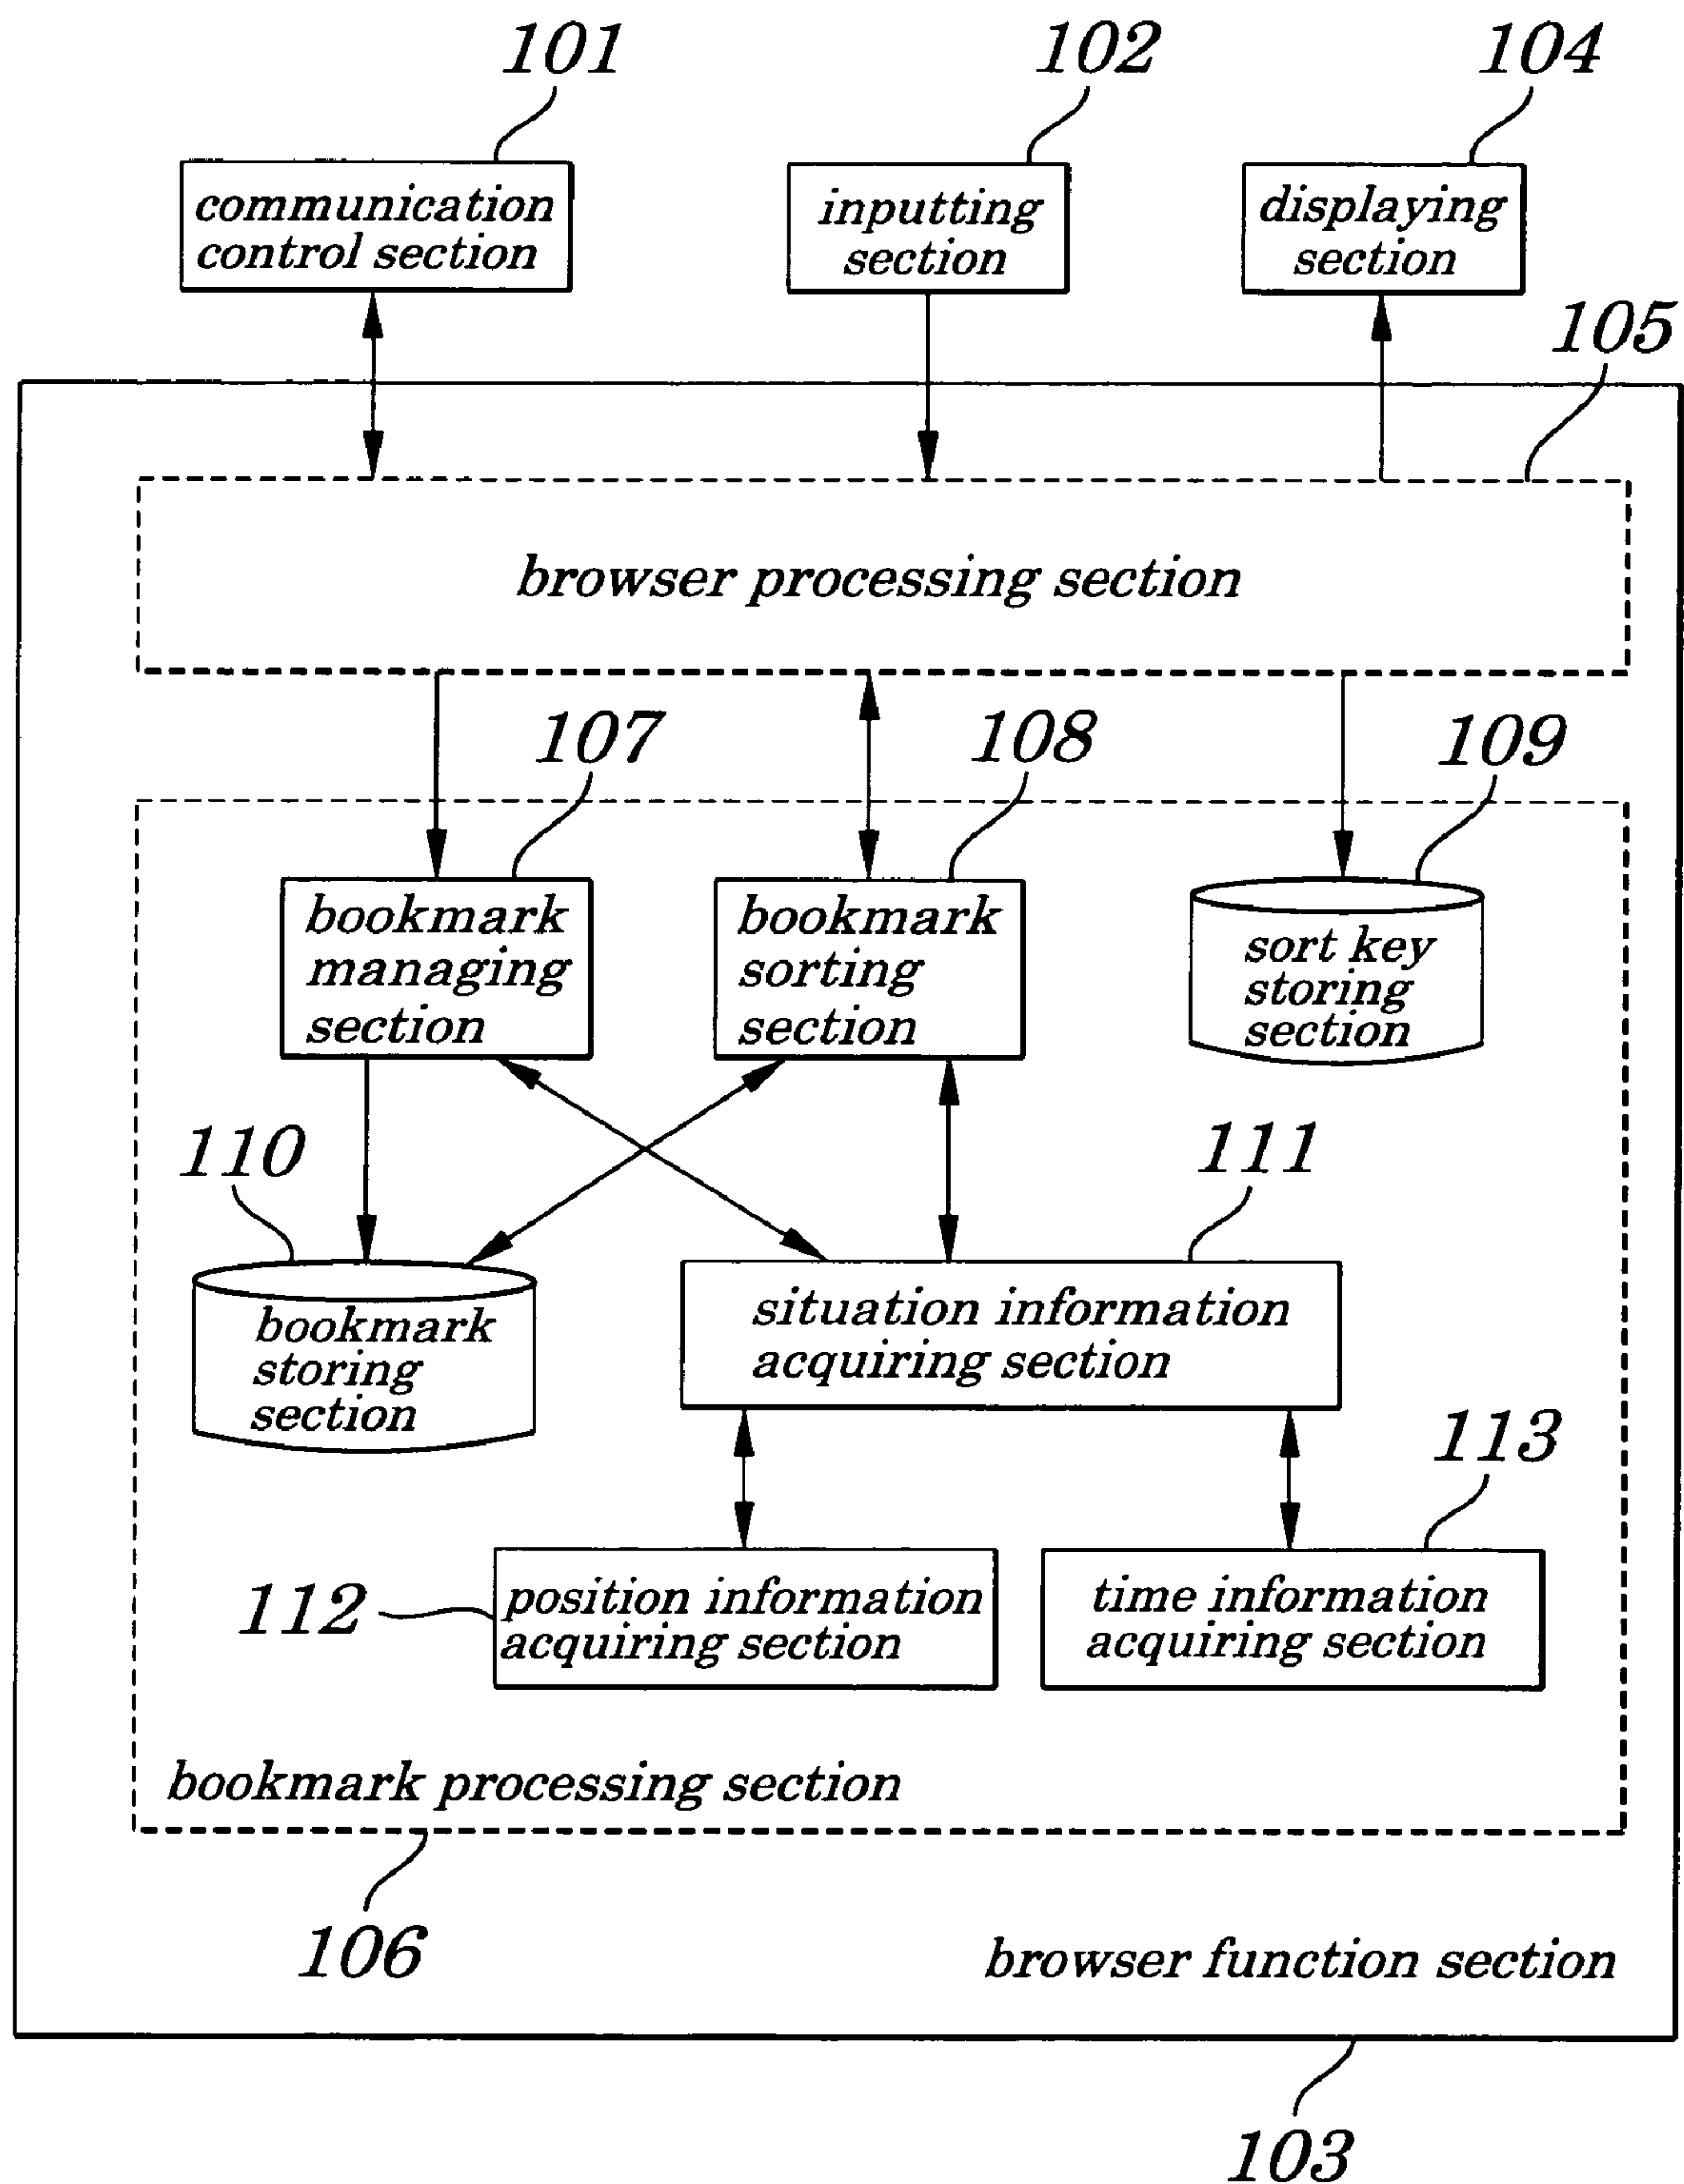 101
102
104
communication
control section
inputting
section
displaying
section
105
browser processing section
107
108
109
bookmark
managing
section
bookmark
sorting
section
sort key
storing
section
110
111
bookmark
storing
section
situation information
acquiring section
113
112
position information
acquiring section
time information
acquiring section
bookmark processing section
106
browser function section
103